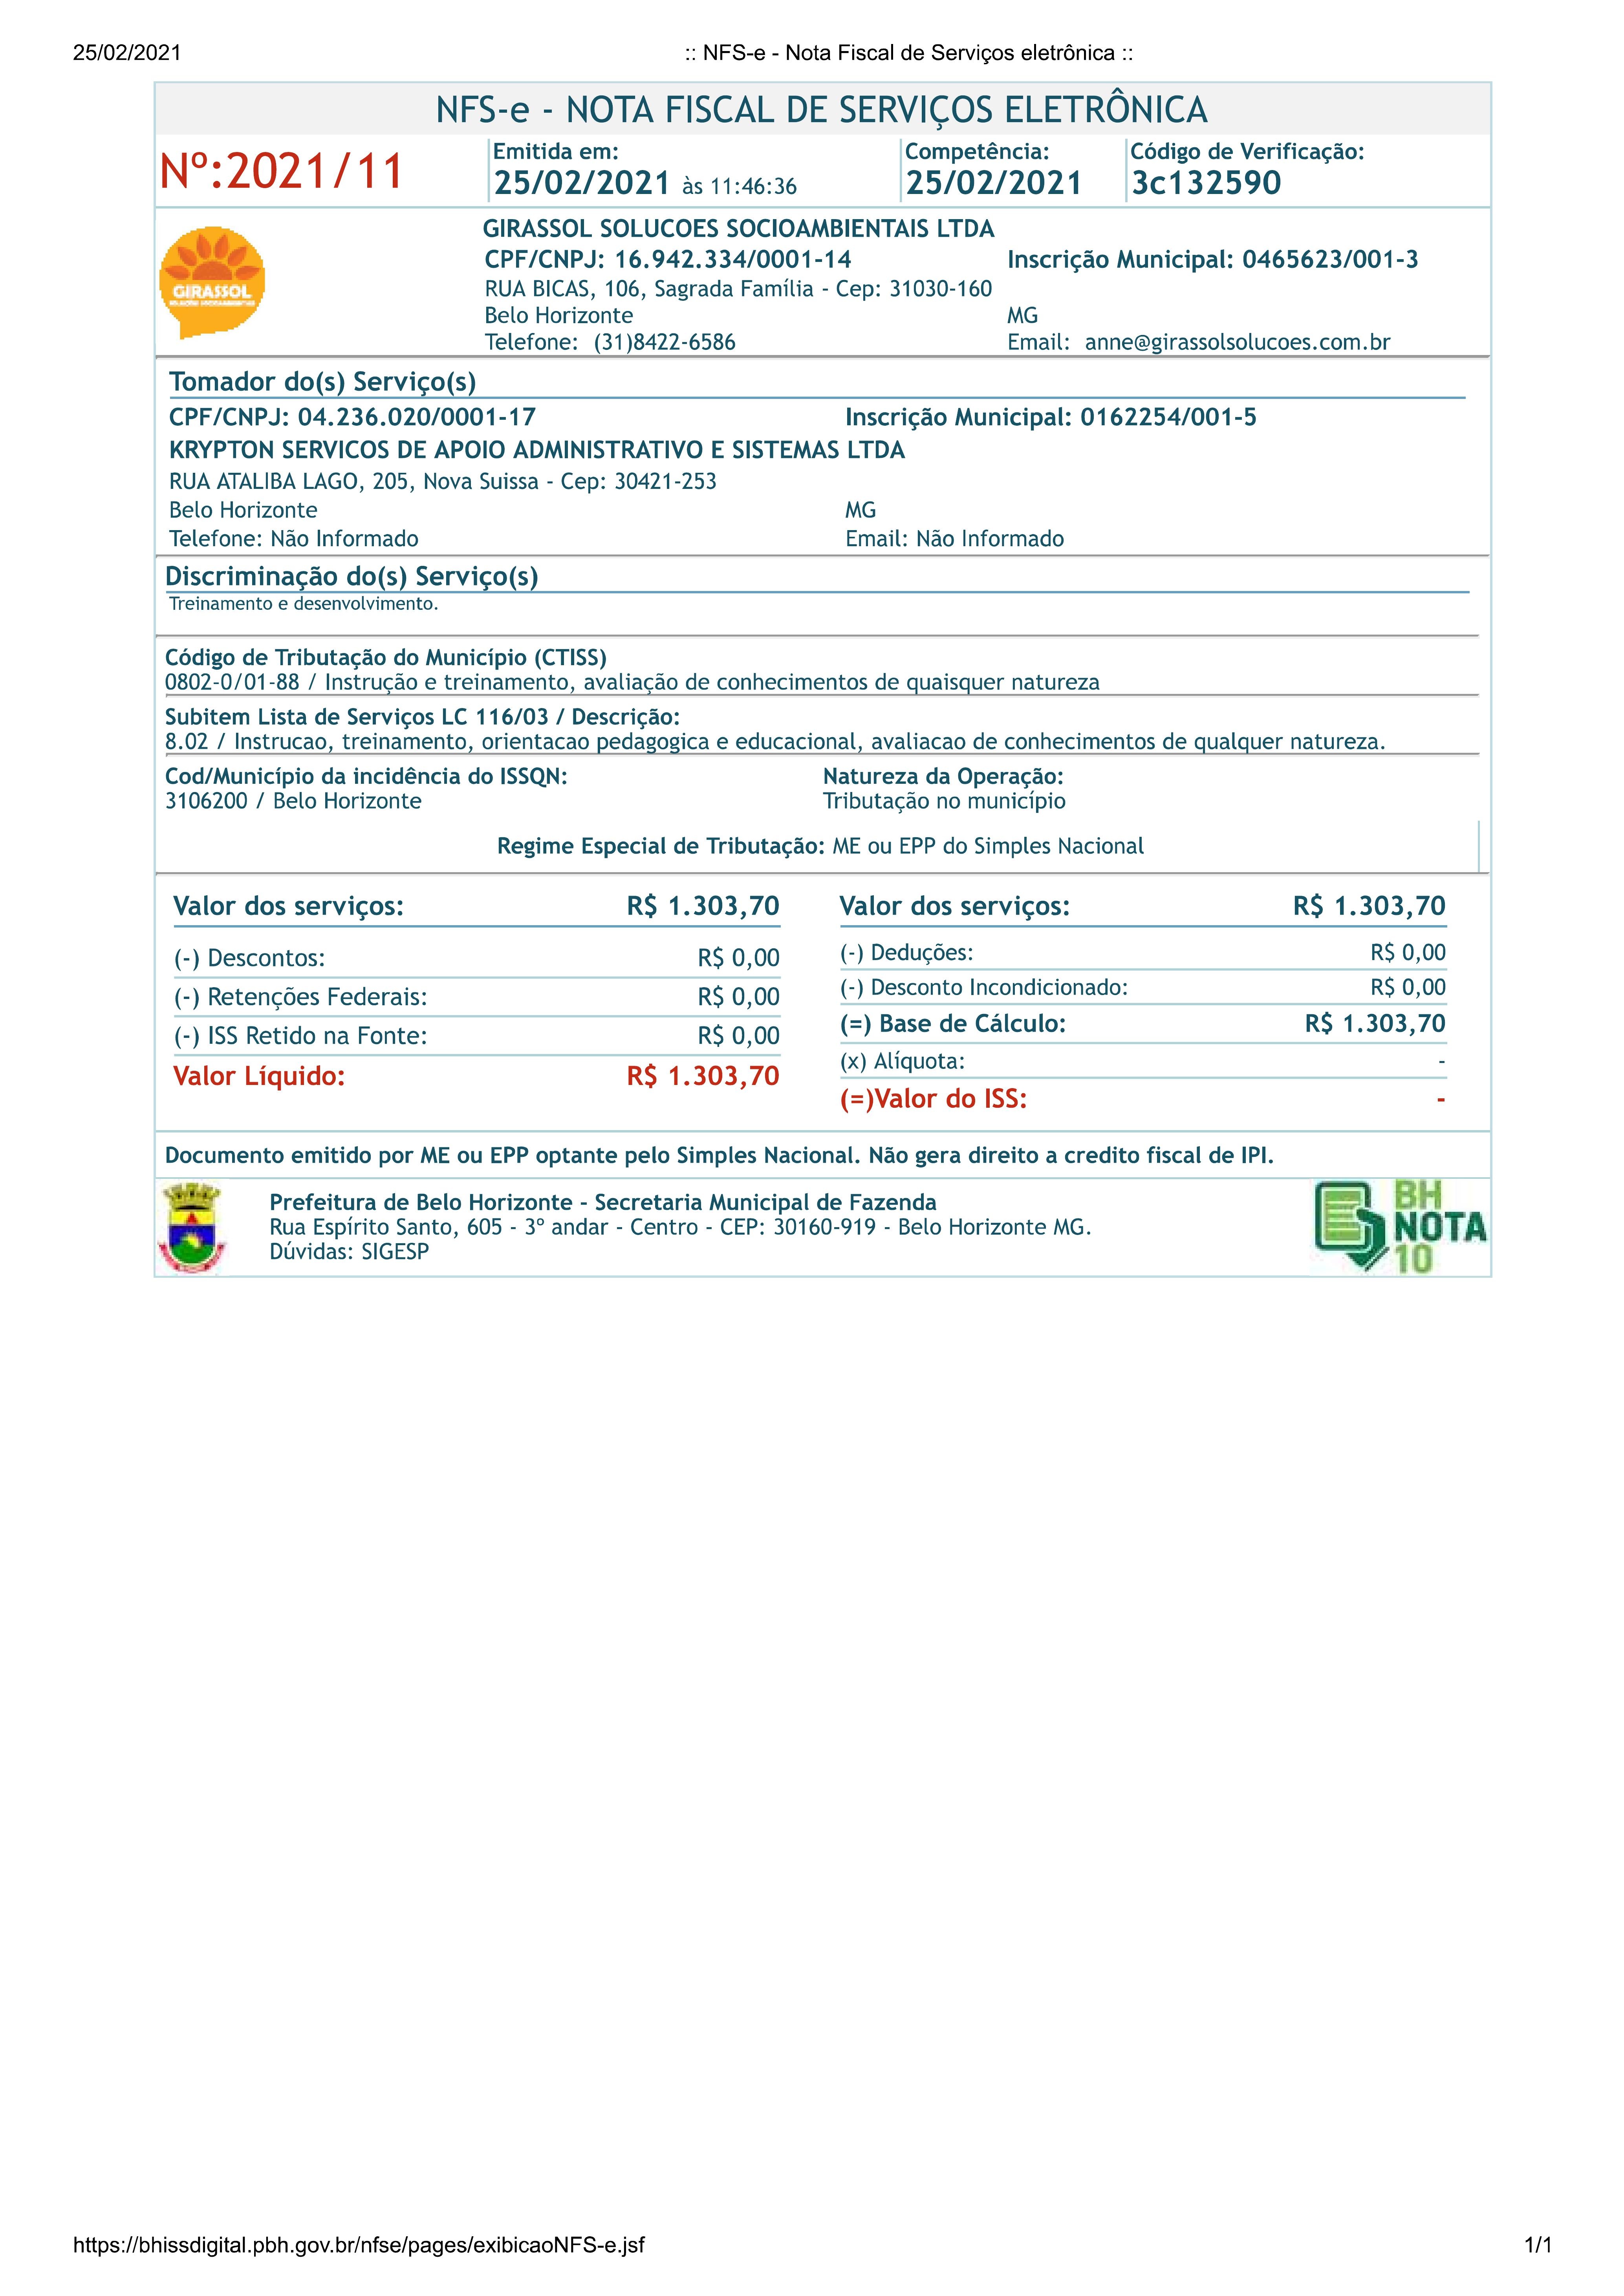 25/02/2021 :: NFS-e - Nota Fiscal de Serviços eletrônica ::
NFS-e - NOTA FISCAL DE SERVIÇOS ELETRÔNICA
Nº:2021/11
Emitida em:
25/02/2021 às 11:46:36
Competência:
25/02/2021
Código de Verificação:
3c132590
GIRASSOL
GIRASSOL SOLUCOES SOCIOAMBIENTAIS LTDA
CPF/CNPJ: 16.942.334/0001-14 Inscrição Municipal: 0465623/001-3
RUA BICAS, 106, Sagrada Família - Cep: 31030-160
Belo Horizonte MG
Telefone: (31)8422-6586 Email: anne@girassolsolucoes.com.br
Tomador do(s) Serviço(s)
CPF/CNPJ: 04.236.020/0001-17 Inscrição Municipal: 0162254/001-5
KRYPTON SERVICOS DE APOIO ADMINISTRATIVO E SISTEMAS LTDA
RUA ATALIBA LAGO, 205, Nova Suissa - Cep: 30421-253
Belo Horizonte MG
Telefone: Não Informado Email: Não Informado
Discriminação do(s) Serviço(s)
Treinamento e desenvolvimento.
Código de Tributação do Município (CTISS)
0802-0/01-88 / Instrução e treinamento, avaliação de conhecimentos de quaisquer natureza
Subitem Lista de Serviços LC 116/03 / Descrição:
8.02 / Instrucao, treinamento, orientacao pedagogica e educacional, avaliacao de conhecimentos de qualquer natureza.
Cod/Município da incidência do ISSQN: Natureza da Operação:
3106200 / Belo Horizonte Tributação no município
Regime Especial de Tributação: ME ou EPP do Simples Nacional
Valor dos serviços: R$ 1.303,70
(-) Descontos: R$ 0,00
(-) Retenções Federais: R$ 0,00
(-) ISS Retido na Fonte: R$ 0,00
Valor Líquido: R$ 1.303,70
Valor dos serviços: R$ 1.303,70
(-) Deduções: R$ 0,00
(-) Desconto Incondicionado: R$ 0,00
(=) Base de Cálculo: R$ 1.303,70
(x) Alíquota: -
(=)Valor do ISS: -
Documento emitido por ME ou EPP optante pelo Simples Nacional. Não gera direito a credito fiscal de IPI.
Prefeitura de Belo Horizonte - Secretaria Municipal de Fazenda
Rua Espírito Santo, 605 - 3º andar - Centro - CEP: 30160-919 - Belo Horizonte MG.
Dúvidas: SIGESP
BH
NOTA
10
https://bhissdigital.pbh.gov.br/nfse/pages/exibicaoNFS-e.jsf 1/1